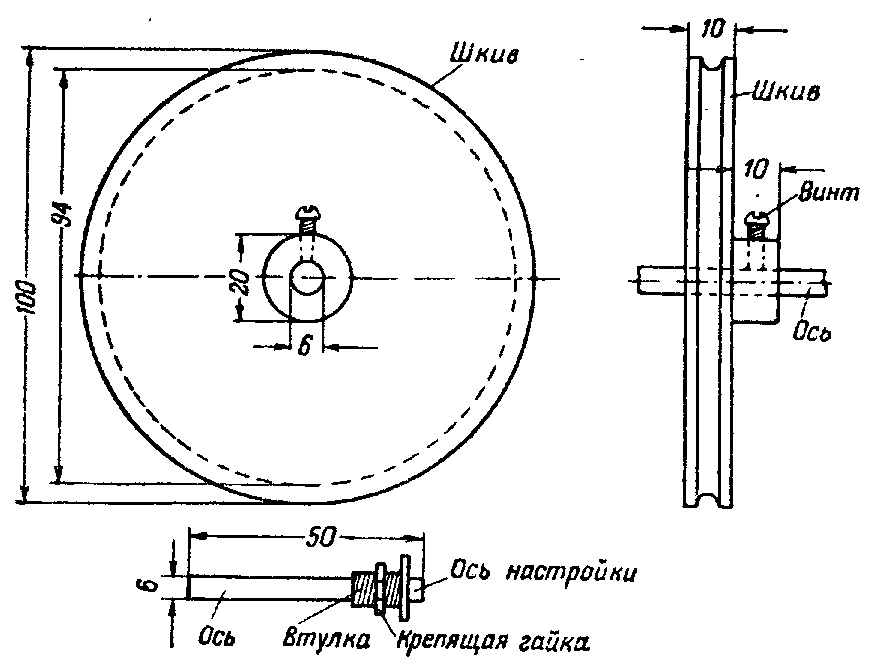 Шкив
100
94
20
6
10
Шкив
10
Винт
Ось
50
6
Ось настройки
Ось
Втулка
Крепящая гайка